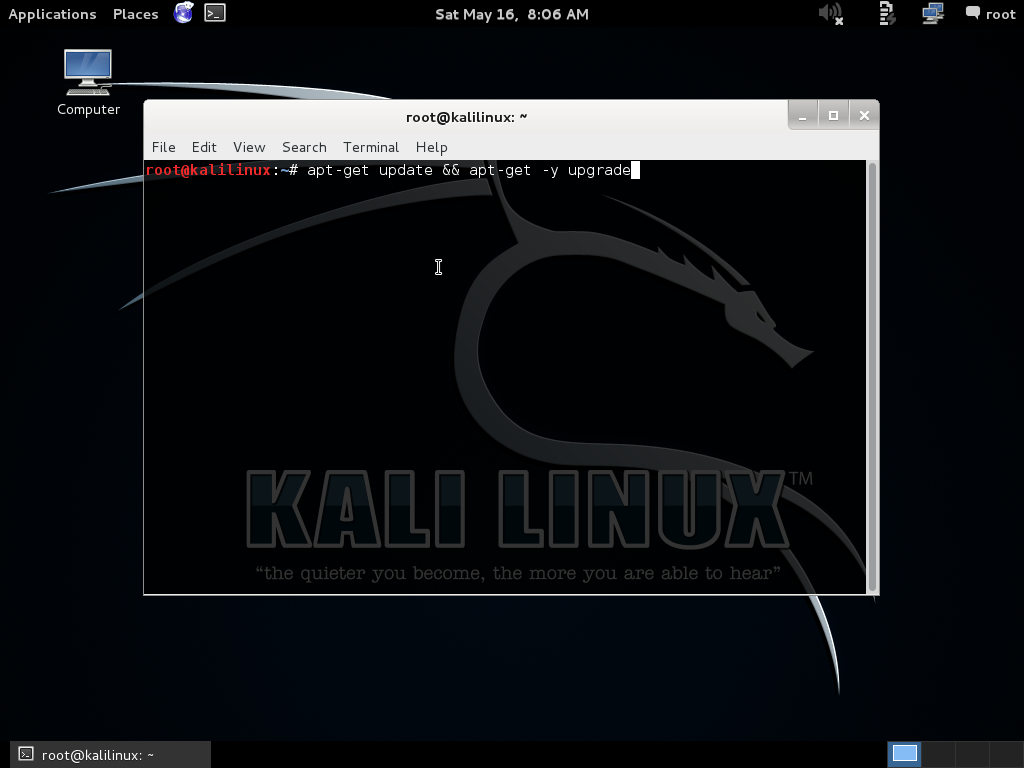 Applications Places Sat May 16, 8:06 AM root
Computer
root@kalilinux: ~
File Edit View Search Terminal Help
root@kalilinux:~# apt-get update && apt-get -y upgrade
KALI LINUX™
“the quieter you become, the more you are able to hear”
root@kalilinux: ~